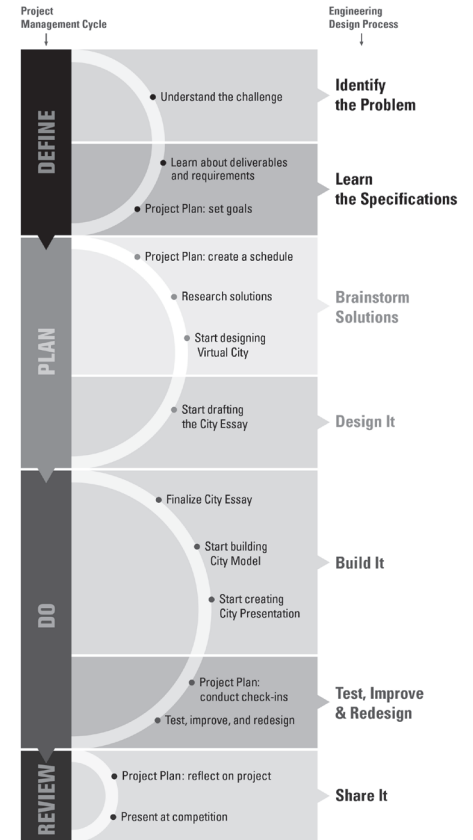 Project
Management Cycle
Engineering
Design Process
DEFINE
Understand the challenge
Identify
the Problem
Learn about deliverables
and requirements
Project Plan: set goals
Learn
the Specifications
PLAN
Project Plan: create a schedule
Research solutions
Start designing
Virtual City
Brainstorm
Solutions
Start drafting
the City Essay
Design It
DO
Finalize City Essay
Start building
City Model
Start creating
City Presentation
Build It
Project Plan:
conduct check-ins
Test, improve, and redesign
Test, Improve
& Redesign
REVIEW
Project Plan: reflect on project
Present at competition
Share It